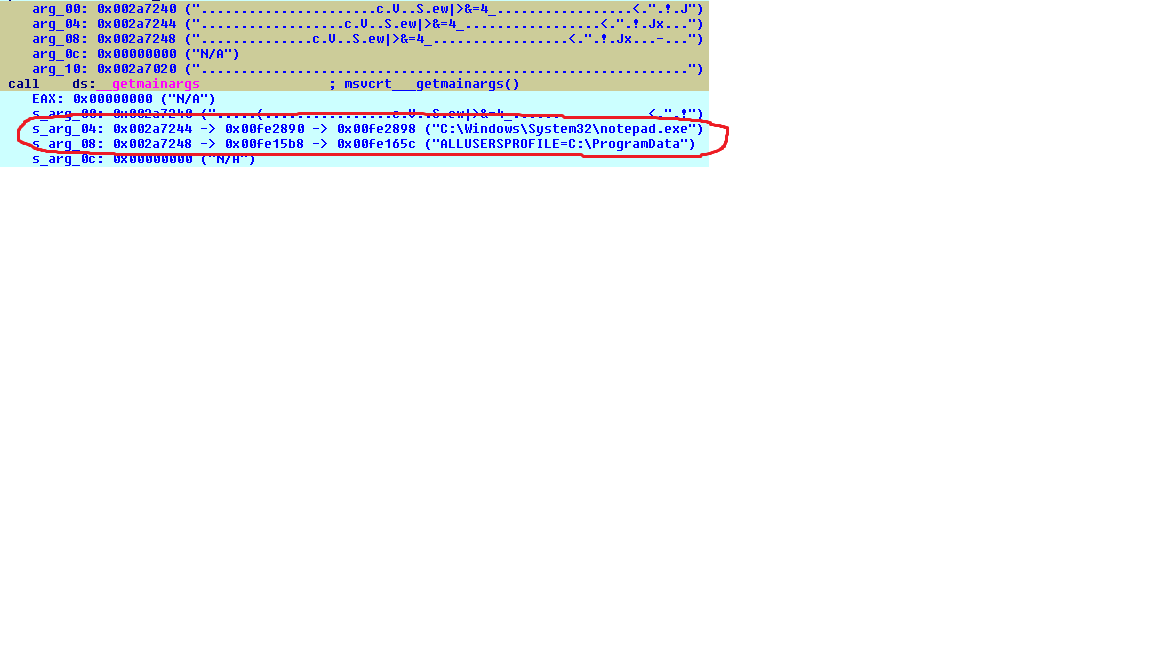 arg_00: 0x002a7240 ("......................c.V..S.ew|>&=4_.................<.".!.J")
arg_04: 0x002a7244 ("..................c.V..S.ew|>&=4_.................<.".!.Jx...")
arg_08: 0x002a7248 ("..............c.V..S.ew|>&=4_.................<.".!.Jx...-...")
arg_0c: 0x00000000 ("N/A")
arg_10: 0x002a7020 (".............................................................")
call ds:__getmainargs ; msvcrt___getmainargs()
EAX: 0x00000000 ("N/A")
s_arg_00: 0x002a7240 (".....(................c.V..S.ew|>&=4_.................<.".!")
s_arg_04: 0x002a7244 -> 0x00fe2890 -> 0x00fe2898 ("C:\Windows\System32\notepad.exe")
s_arg_08: 0x002a7248 -> 0x00fe15b8 -> 0x00fe165c ("ALLUSERSPROFILE=C:\ProgramData")
s_arg_0c: 0x00000000 ("N/A")